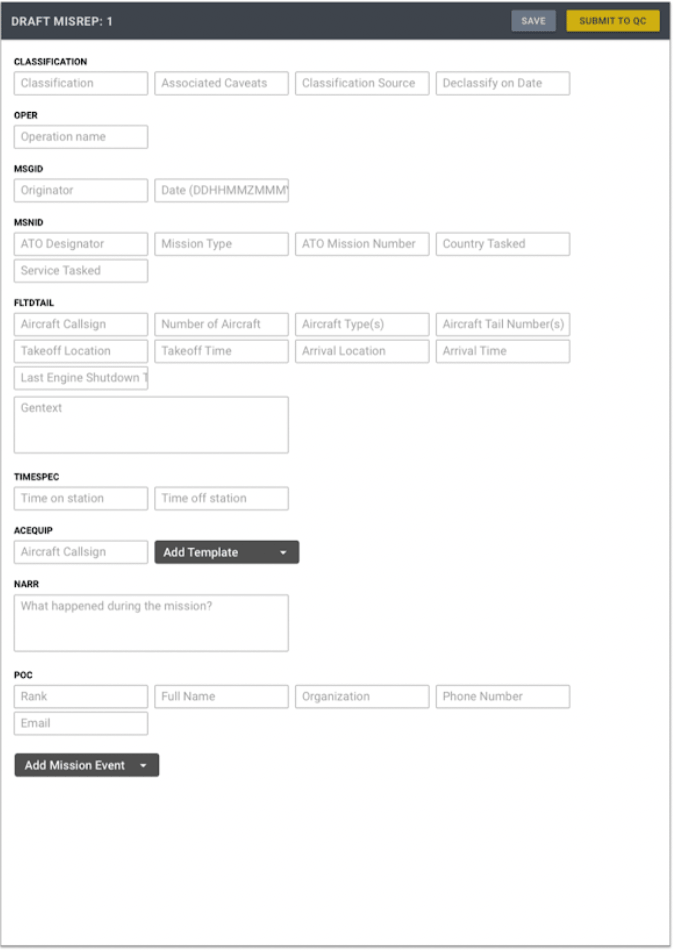 DRAFT MISREP: 1 SAVE SUBMIT TO QC
CLASSIFICATION
Classification Associated Caveats Classification Source Declassify on Date
OPER
Operation name
MSGID
Originator Date (DDHHMMZMMM
MSNID
ATO Designator Mission Type ATO Mission Number Country Tasked
Service Tasked
FLTDTAIL
Aircraft Callsign Number of Aircraft Aircraft Type(s) Aircraft Tail Number(s)
Takeoff Location Takeoff Time Arrival Location Arrival Time
Last Engine Shutdown T
Gentext
TIMESPEC
Time on station Time off station
ACEQUIP
Aircraft Callsign Add Template
NARR
What happened during the mission?
POC
Rank Full Name Organization Phone Number
Email
Add Mission Event